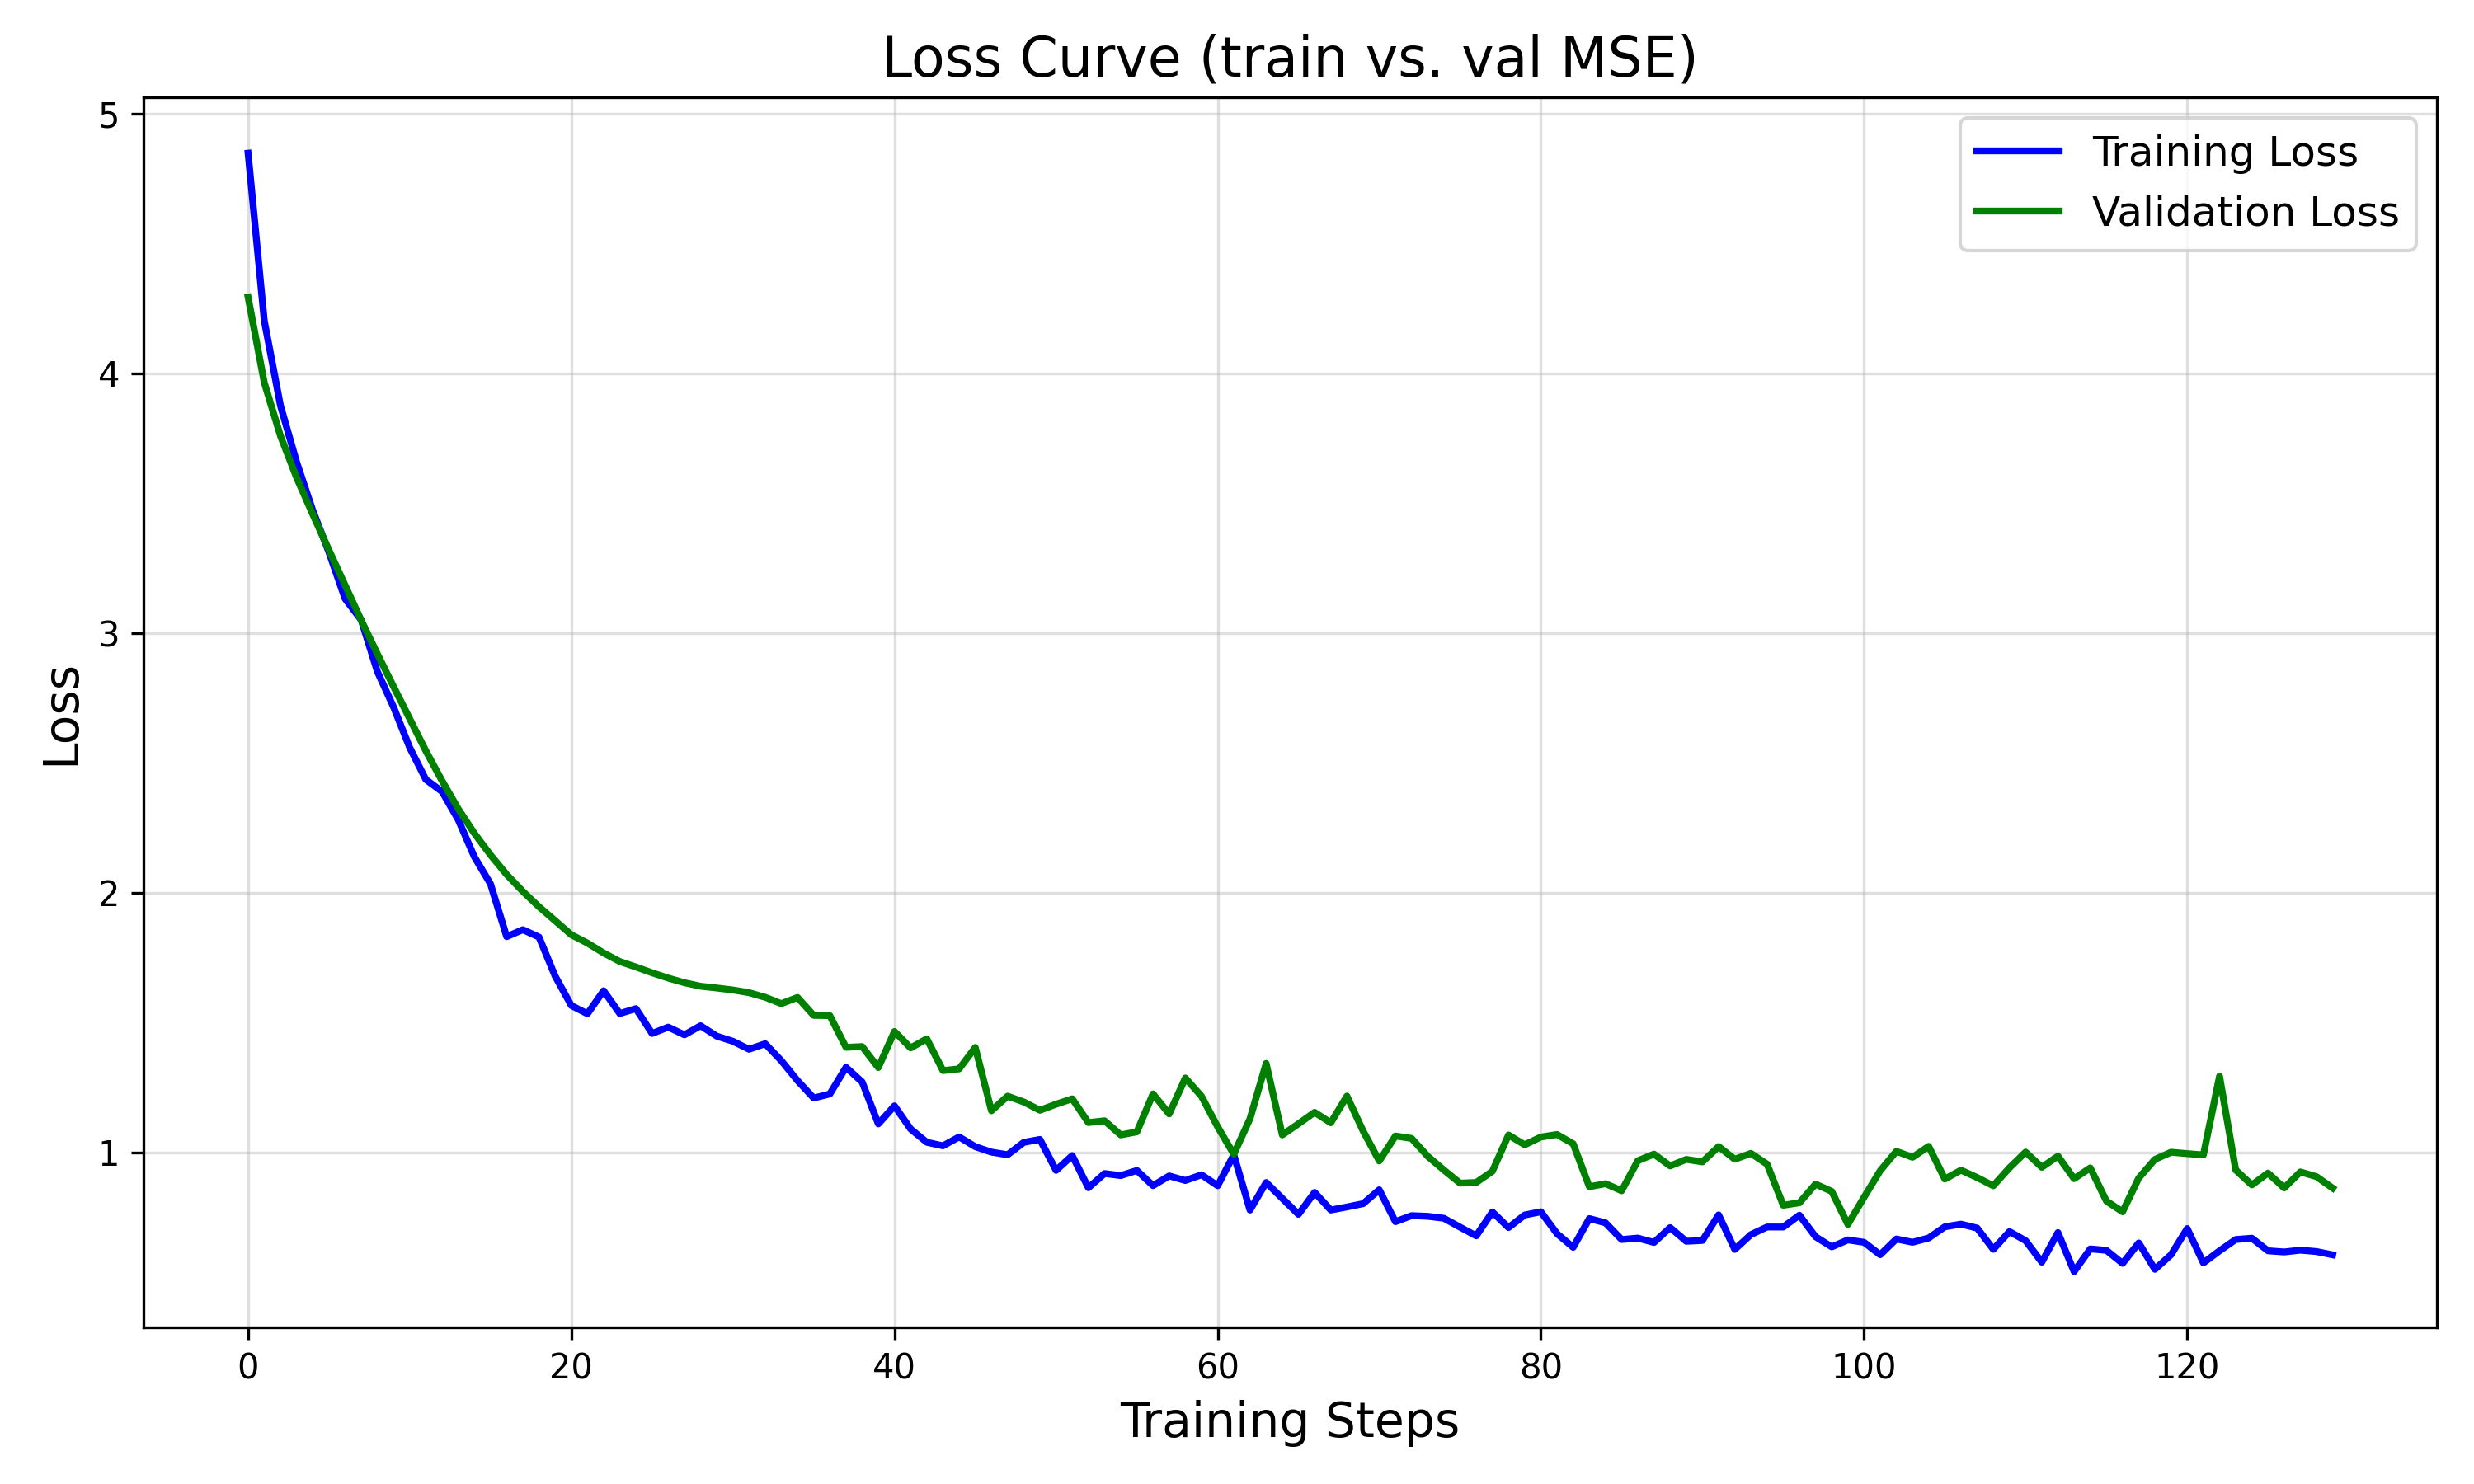 Loss Curve (train vs. val MSE)
Training Loss
Validation Loss
Loss
5
4
3
2
1
0 20 40 60 80 100 120
Training Steps